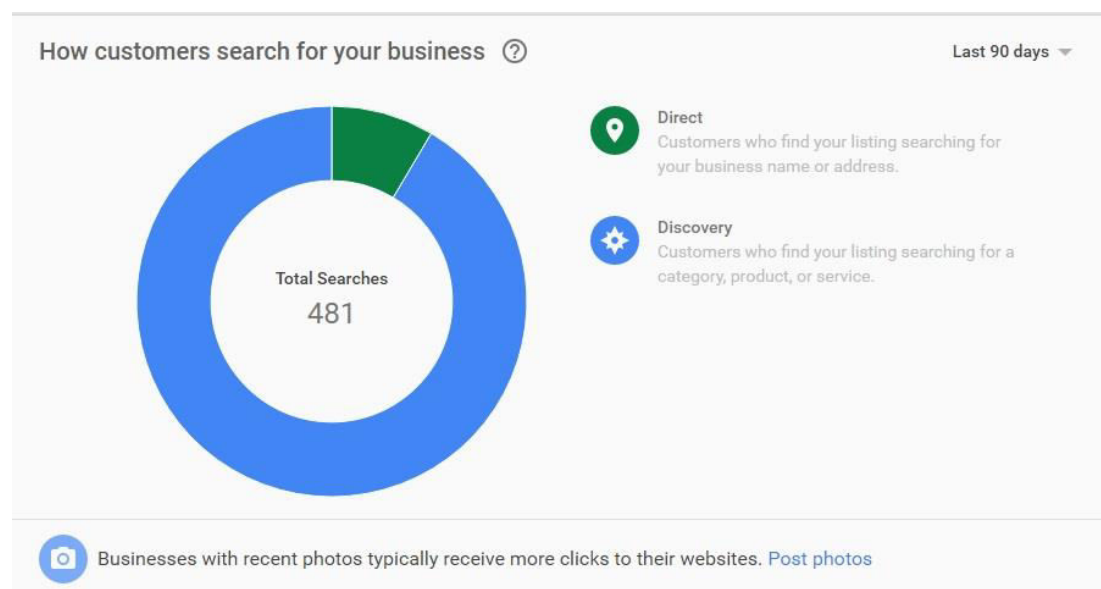 How customers search for your business
Last 90 days
Direct
Customers who find your listing searching for
your business name or address.
Discovery
Customers who find your listing searching for a
category, product, or service.
Total Searches
481
Businesses with recent photos typically receive more clicks to their websites. Post photos